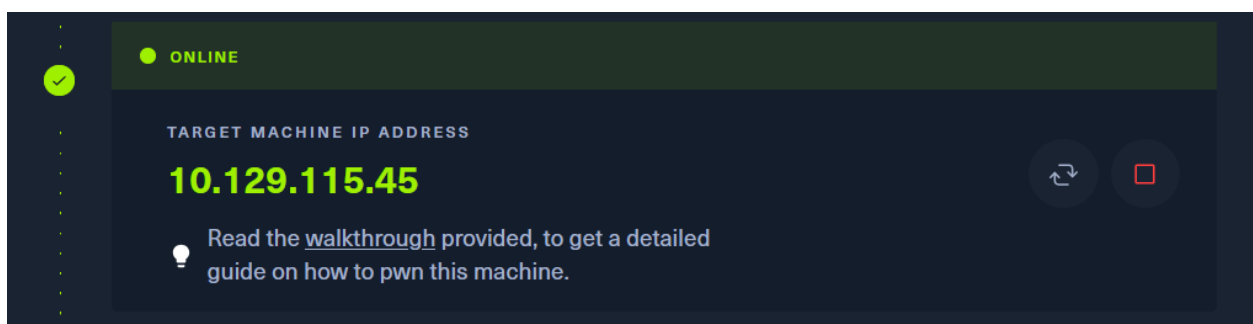 ONLINE
TARGET MACHINE IP ADDRESS
10.129.115.45
Read the walkthrough provided, to get a detailed
guide on how to pwn this machine.